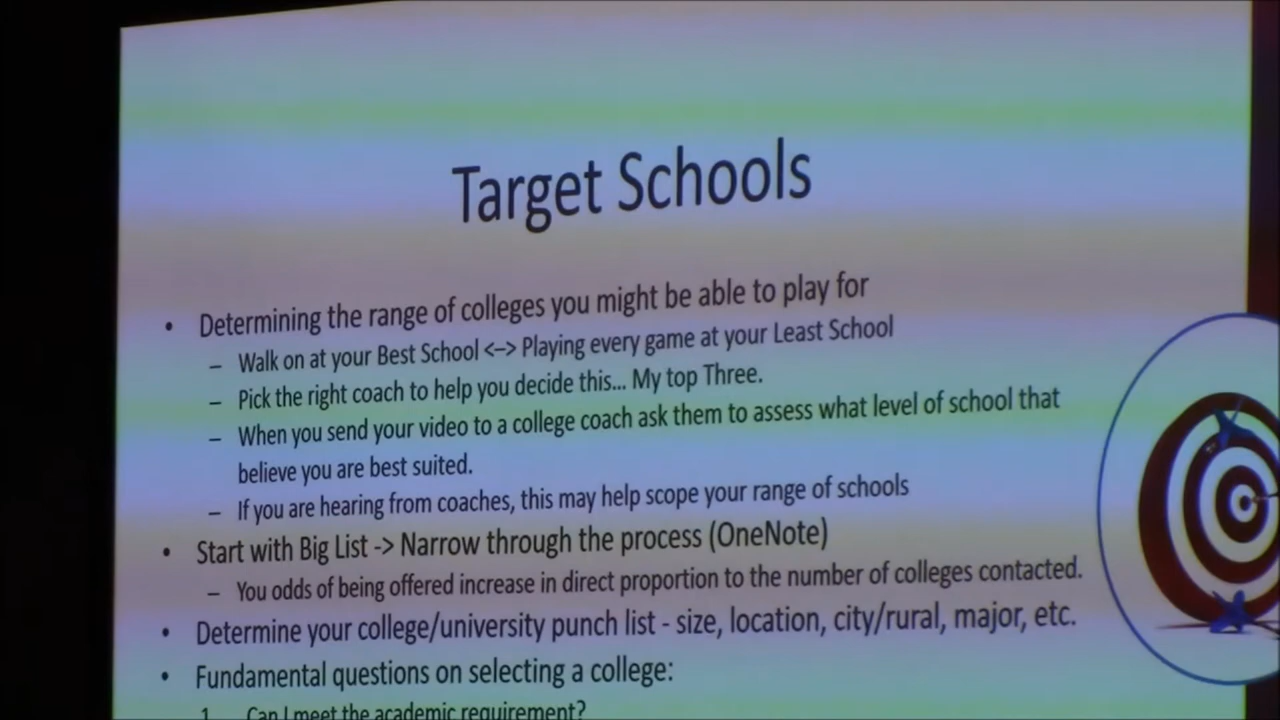 Target Schools
• Determining the range of colleges you might be able to play for
– Walk on at your Best School <–> Playing every game at your Least School
– Pick the right coach to help you decide this... My top Three.
– When you send your video to a college coach ask them to assess what level of school that
believe you are best suited.
– If you are hearing from coaches, this may help scope your range of schools
• Start with Big List -> Narrow through the process (OneNote)
– You odds of being offered increase in direct proportion to the number of colleges contacted.
• Determine your college/university punch list - size, location, city/rural, major, etc.
• Fundamental questions on selecting a college:
1. Can I meet the academic requirement?